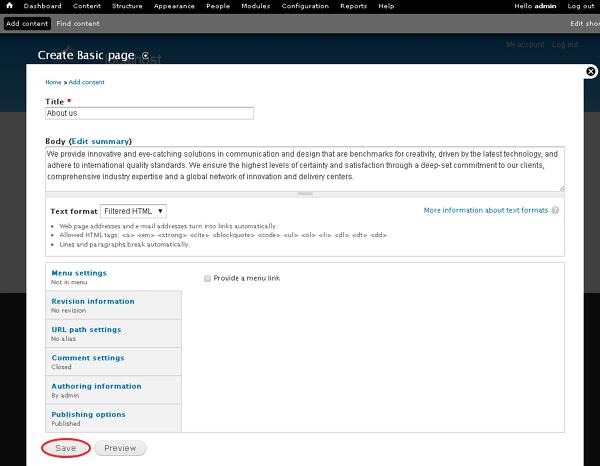 Dashboard Content Structure Appearance People Modules Configuration Reports Help Hello admin Log out
Add content Find content Edit shor
My account Log out
Create Basic page
localhost
Home » Add content
Title *
About us
Body (Edit summary)
We provide innovative and eye-catching solutions in communication and design that are benchmarks for creativity, driven by the latest technology, and
adhere to international quality standards. We ensure the highest levels of certainty and satisfaction through a deep-set commitment to our clients,
comprehensive industry expertise and a global network of innovation and delivery centers.
Text format Filtered HTML More information about text formats ?
• Web page addresses and e-mail addresses turn into links automatically.
• Allowed HTML tags: <a> <em> <strong> <cite> <blockquote> <code> <ul> <ol> <li> <dl> <dt> <dd>
• Lines and paragraphs break automatically.
Menu settings
Not in menu
Provide a menu link
Revision information
No revision
URL path settings
No alias
Comment settings
Closed
Authoring information
By admin
Publishing options
Published
Save Preview